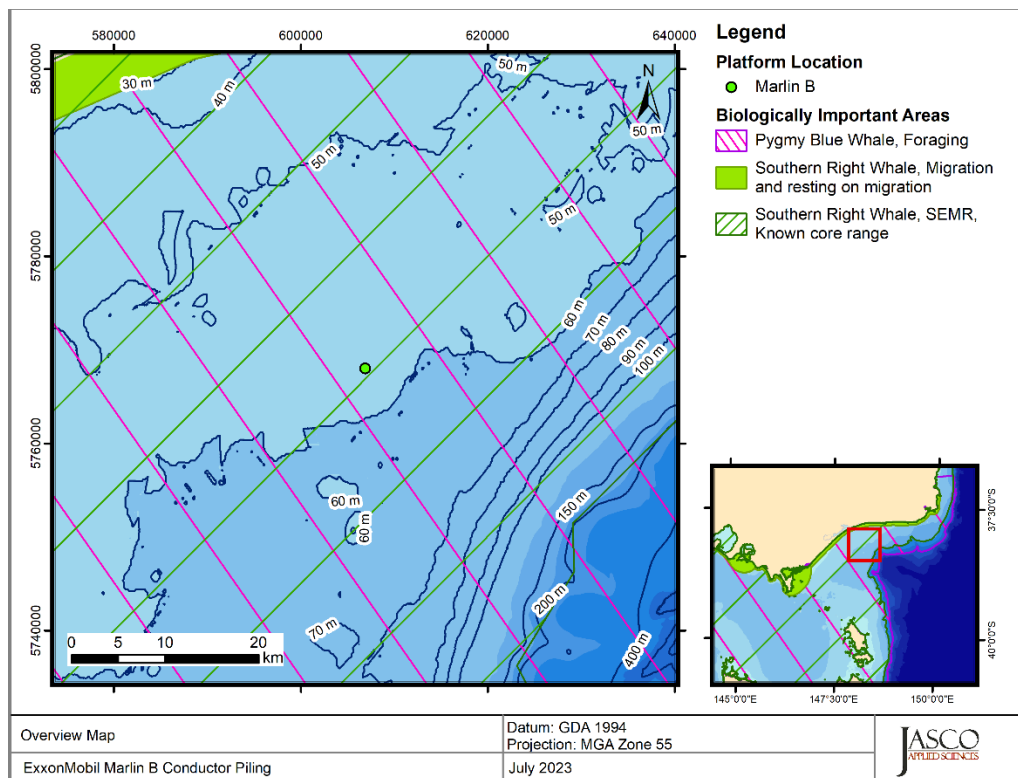 580000
600000
620000
640000
5800000
5780000
5760000
5740000
30 m
40 m
50 m
50 m
50 m
50 m
50 m
N
60 m
70 m
80 m
90 m
100 m
60 m
60 m
70 m
150 m
200 m
400 m
0 5 10 20
km
Legend
Platform Location
Marlin B
Biologically Important Areas
Pygmy Blue Whale, Foraging
Southern Right Whale, Migration
and resting on migration
Southern Right Whale, SEMR,
Known core range
37°30'0"S
40°0'0"S
145°0'0"E
147°30'0"E
150°0'0"E
Overview Map
Datum: GDA 1994
Projection: MGA Zone 55
ExxonMobil Marlin B Conductor Piling
July 2023
JASCO
APPLIED SCIENCES